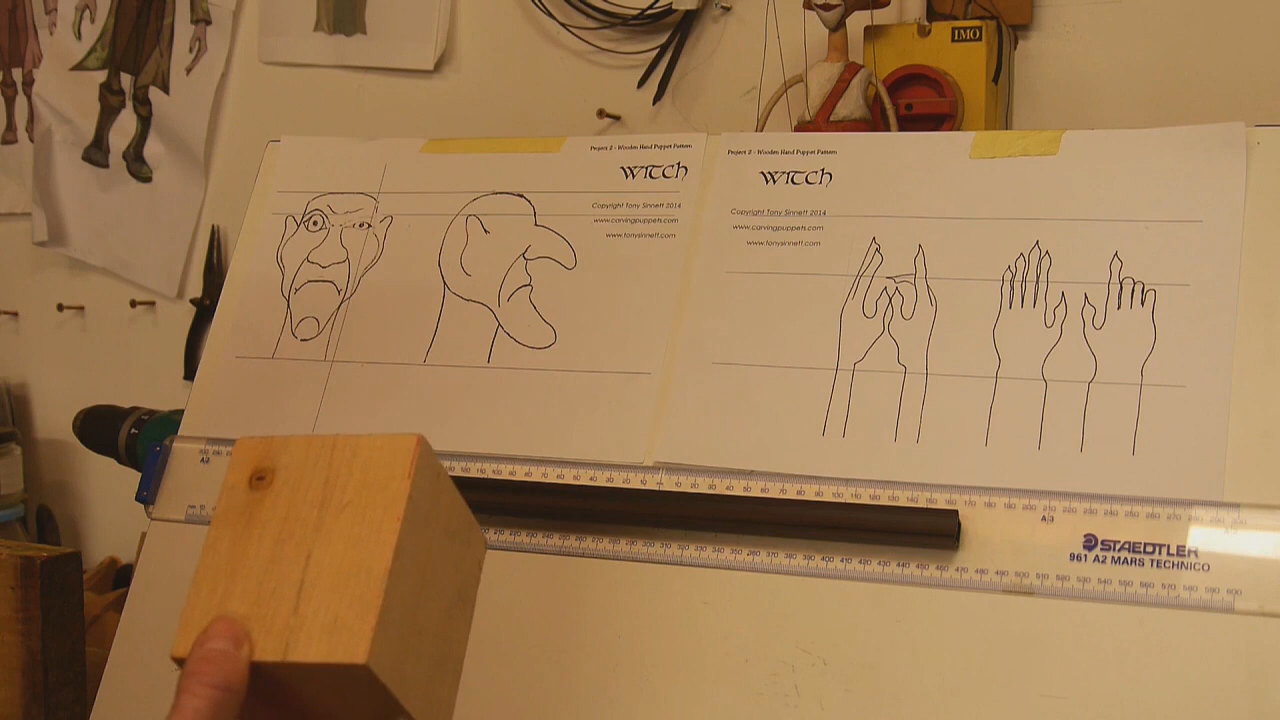 IMO
Project 2 - Wooden Hand Puppet Pattern
WITCH
Copyright Tony Sinnett 2014
www.carvingpuppets.com
www.tonysinnett.com
Project 2 - Wooden Hand Puppet Pattern
WITCH
Copyright Tony Sinnett 2014
www.carvingpuppets.com
www.tonysinnett.com
A2
A3
STAEDTLER
961 A2 MARS TECHNICO